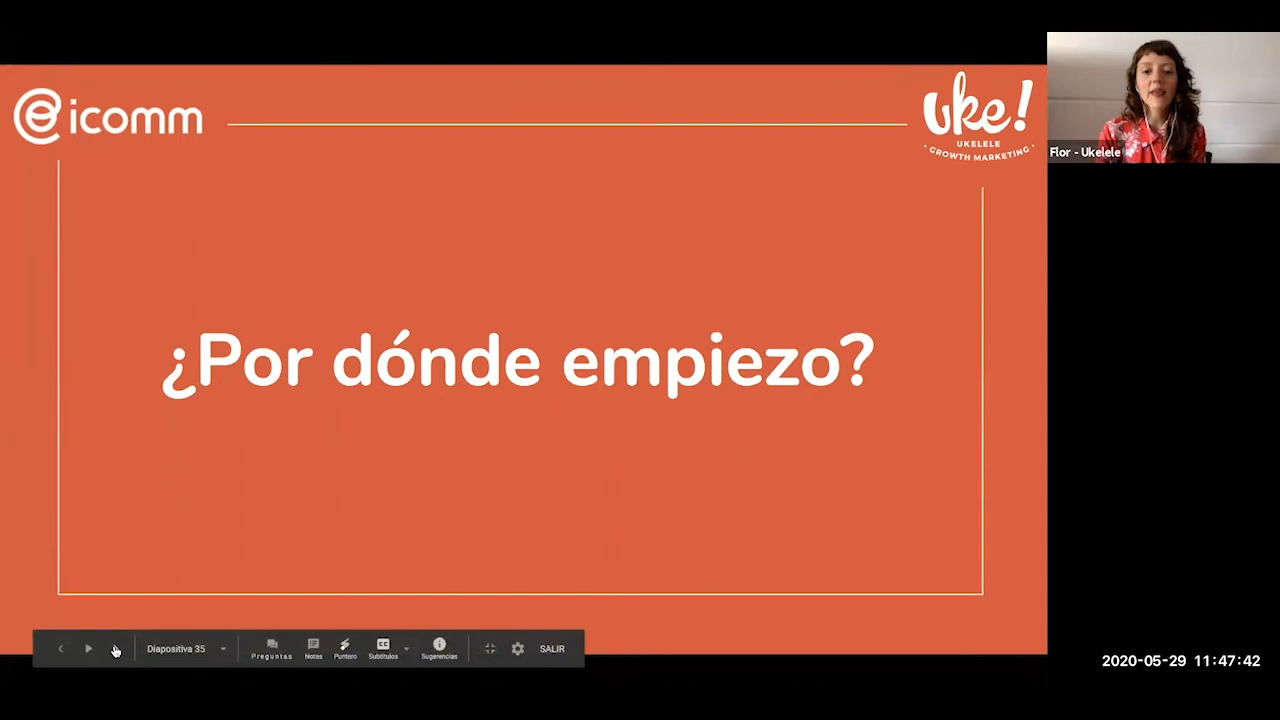 icomm
uke!
UKELELE
GROWTH MARKETING
Flor - Ukelele
¿Por dónde empiezo?
Diapositiva 35
Preguntas
Notas
Puntero
CC
Subtítulos
Sugerencias
SALIR
2020-05-29 11:47:42